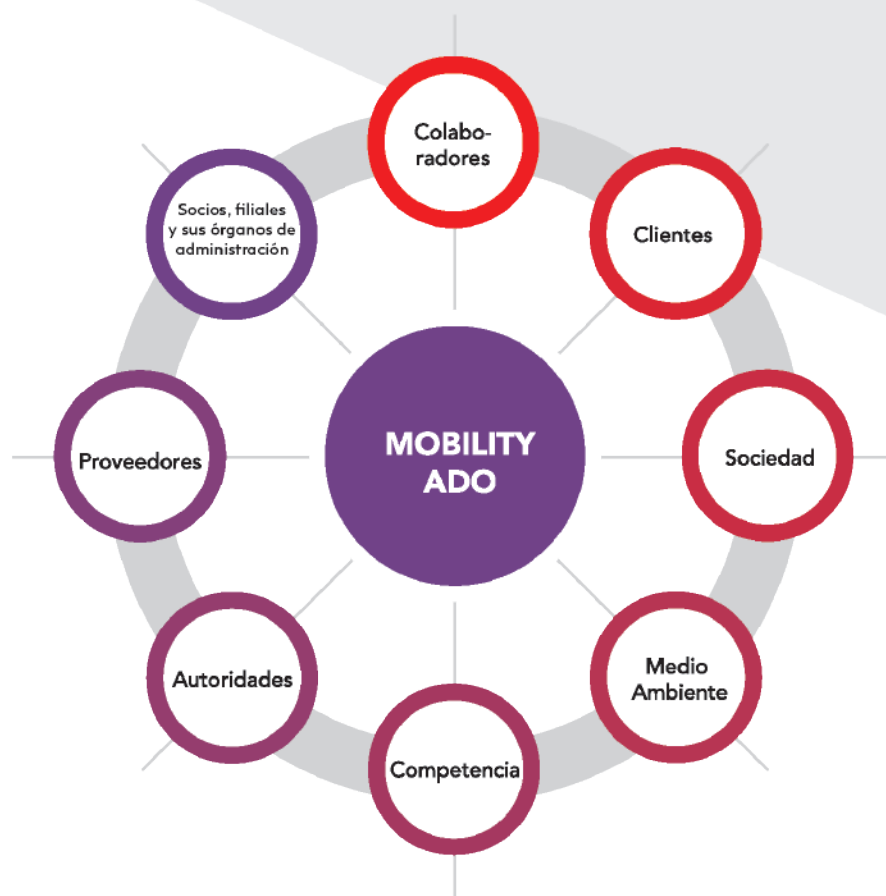 Colabo-
radores
Clientes
Sociedad
Medio
Ambiente
Competencia
Autoridades
Proveedores
Socios, filiales
y sus órganos de
administración
MOBILITY
ADO